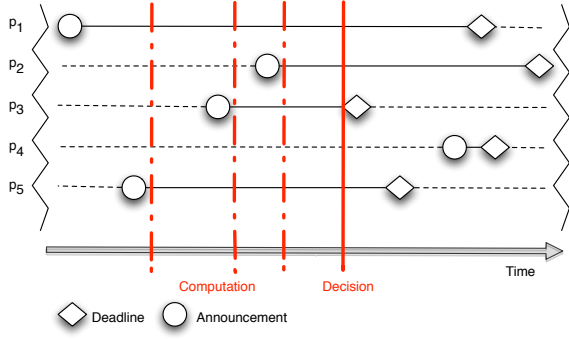 p1
p2
p3
p4
p5
Time
Computation
Decision
Deadline
Announcement